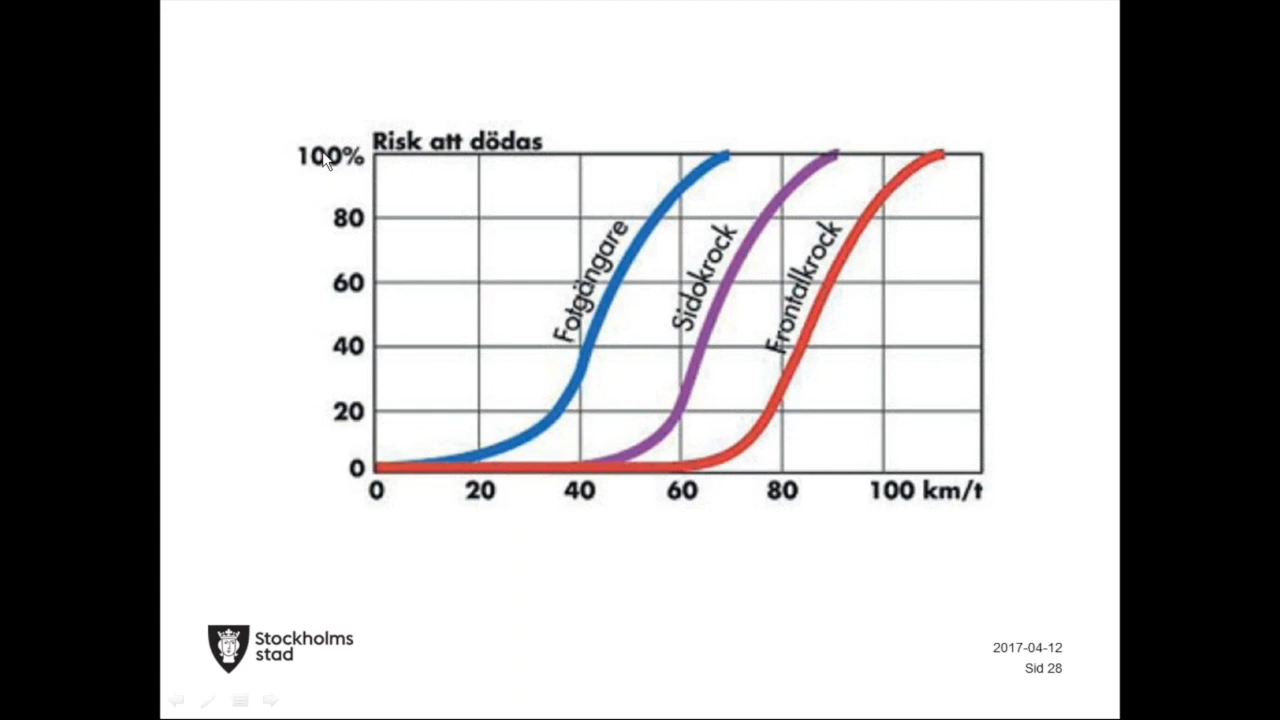 Risk att dödas
100%
80
60
40
20
0
Fotgängare
Sidokrock
Frontalkrock
0 20 40 60 80 100 km/t
Stockholms
stad
2017-04-12
Sid 28